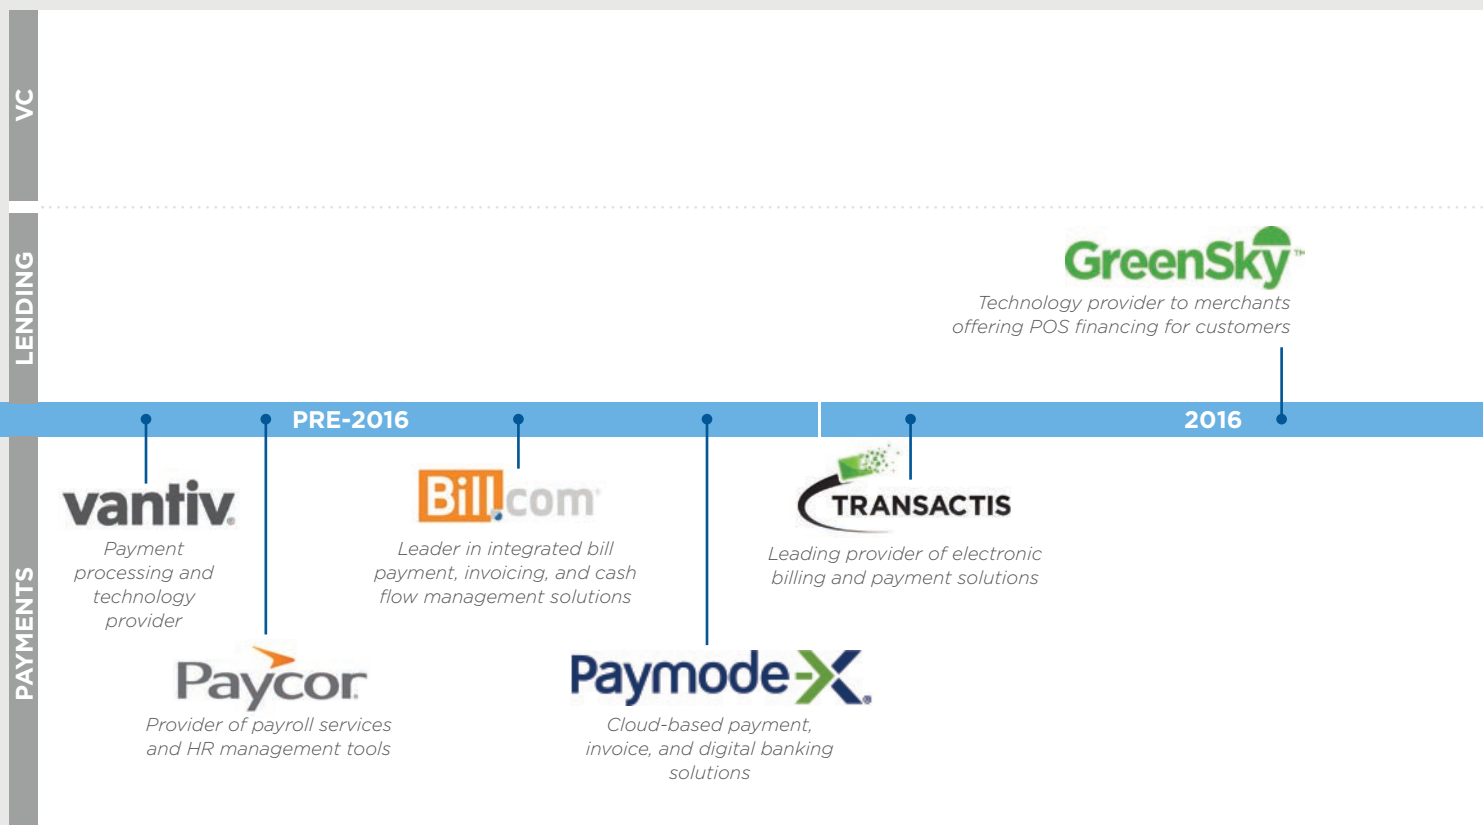 VC
LENDING
GreenSky™
Technology provider to merchants
offering POS financing for customers
PRE-2016
2016
PAYMENTS
vantiv®
Payment
processing and
technology
provider
Bill.com®
Leader in integrated bill
payment, invoicing, and cash
flow management solutions
TRANSACTIS
Leading provider of electronic
billing and payment solutions
Paycor
Provider of payroll services
and HR management tools
Paymode-X®
Cloud-based payment,
invoice, and digital banking
solutions